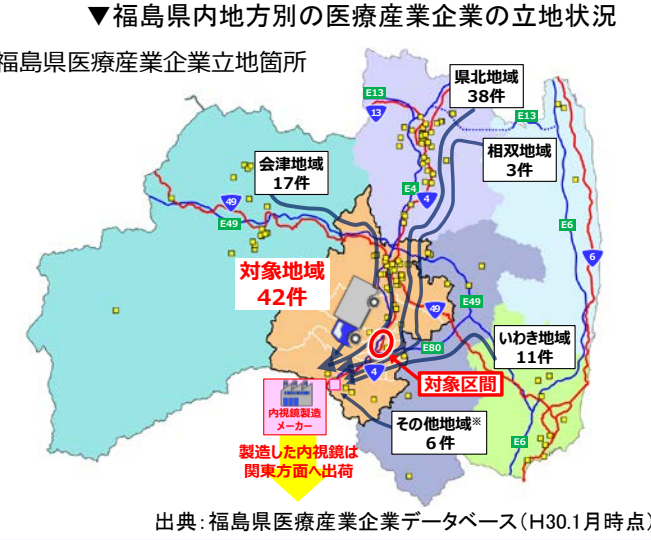 ▼福島県内地方別の医療産業企業の立地状況
福島県医療産業企業立地箇所
県北地域
38件
E13
13
E13
相双地域
3件
会津地域
17件
49
E49
E4
4
E6
6
対象地域
42件
49
E49
E80
4
いわき地域
11件
対象区間
内視鏡製造
メーカー
その他地域※
6件
製造した内視鏡は
関東方面へ出荷
E6
出典：福島県医療産業企業データベース（H30.1月時点）